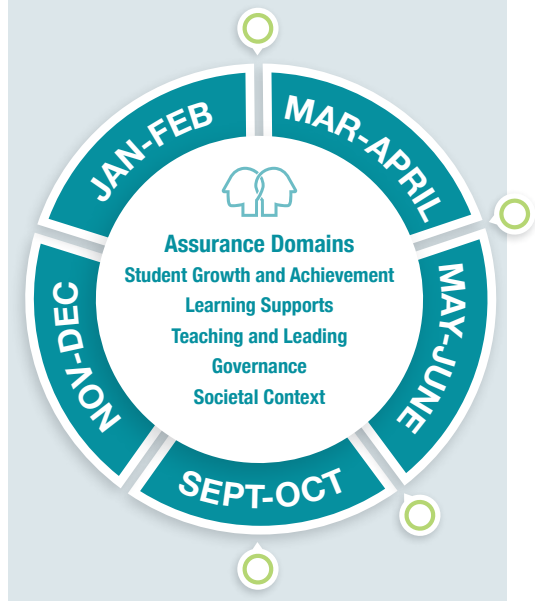 JAN-FEB
MAR-APRIL
MAY-JUNE
SEPT-OCT
NOV-DEC
Assurance Domains
Student Growth and Achievement
Learning Supports
Teaching and Leading
Governance
Societal Context